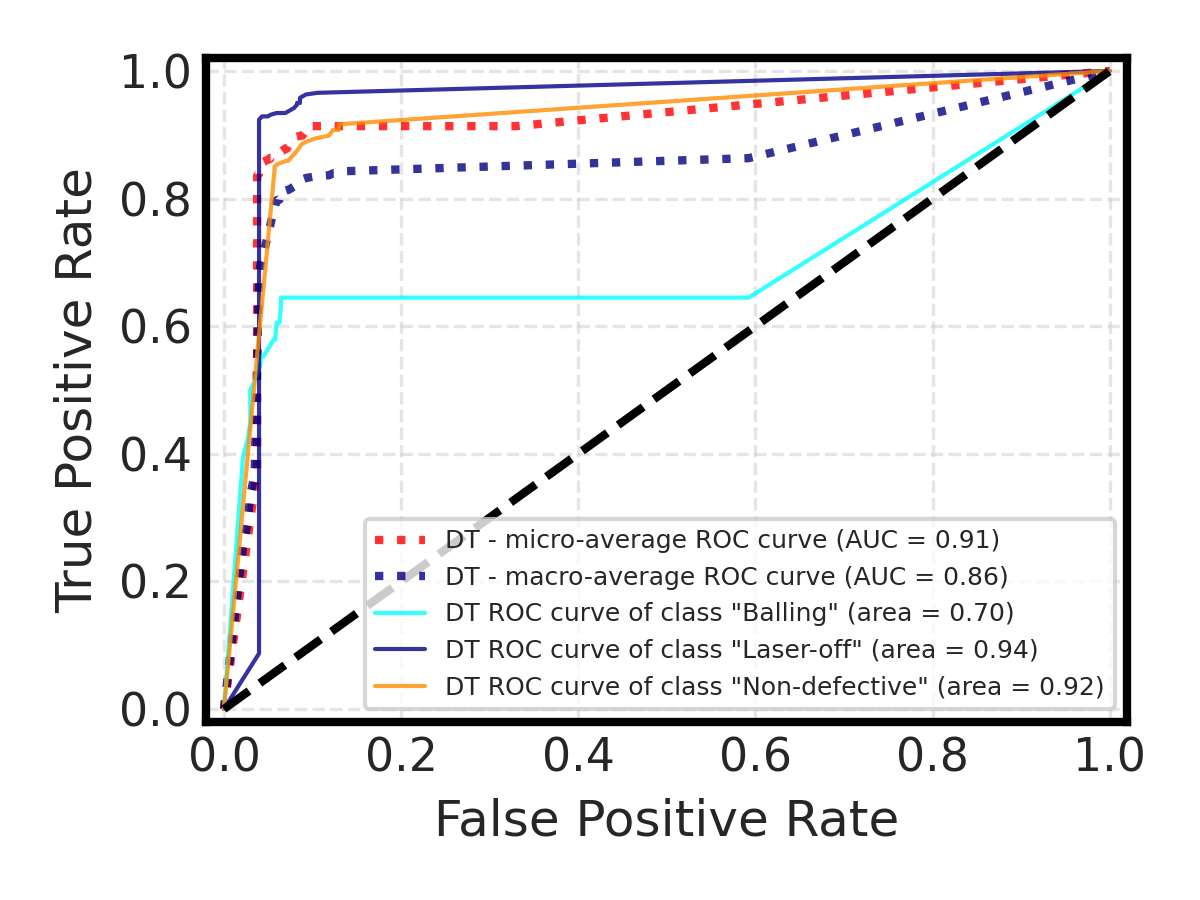 1.0
0.8
0.6
0.4
0.2
0.0
True Positive Rate
DT - micro-average ROC curve (AUC = 0.91)
DT - macro-average ROC curve (AUC = 0.86)
DT ROC curve of class "Balling" (area = 0.70)
DT ROC curve of class "Laser-off" (area = 0.94)
DT ROC curve of class "Non-defective" (area = 0.92)
0.0 0.2 0.4 0.6 0.8 1.0
False Positive Rate